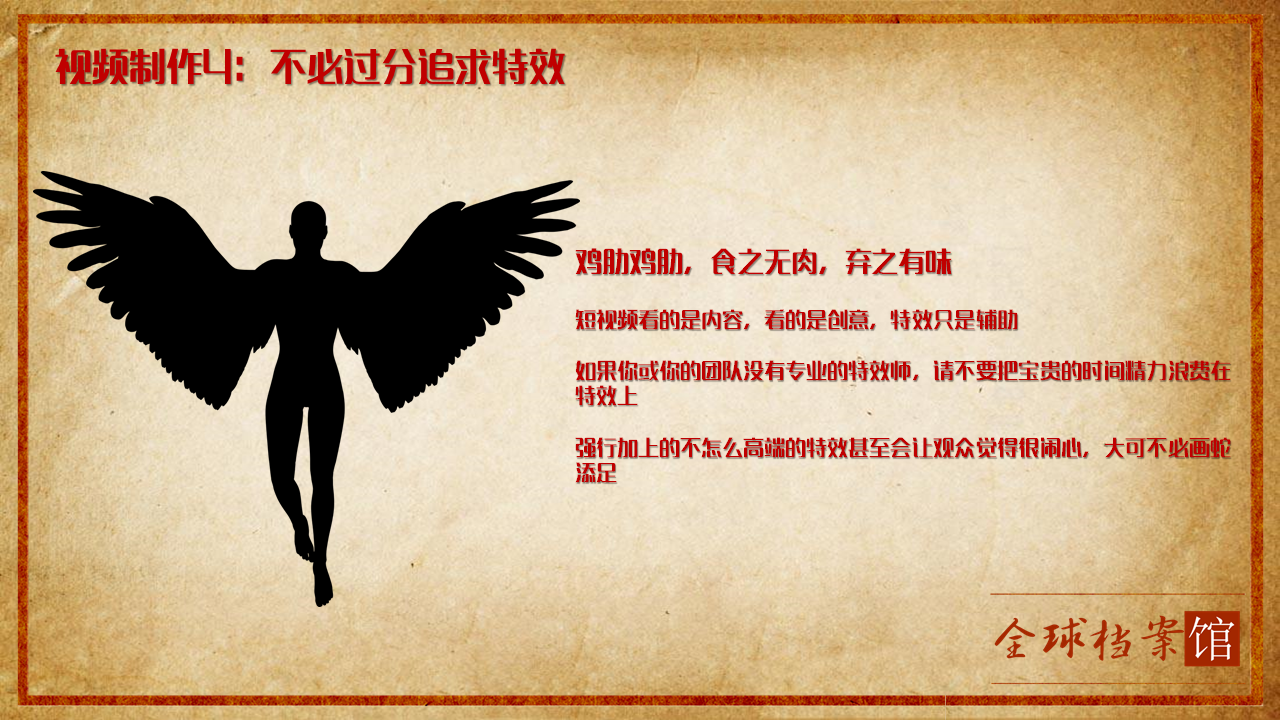 视频制作4：不必过分追求特效
鸡肋鸡肋，食之无肉，弃之有味
短视频看的是内容，看的是创意，特效只是辅助
如果你或你的团队没有专业的特效师，请不要把宝贵的时间精力浪费在
特效上
强行加上的不怎么高端的特效甚至会让观众觉得很闹心，大可不必画蛇
添足
全球档案馆